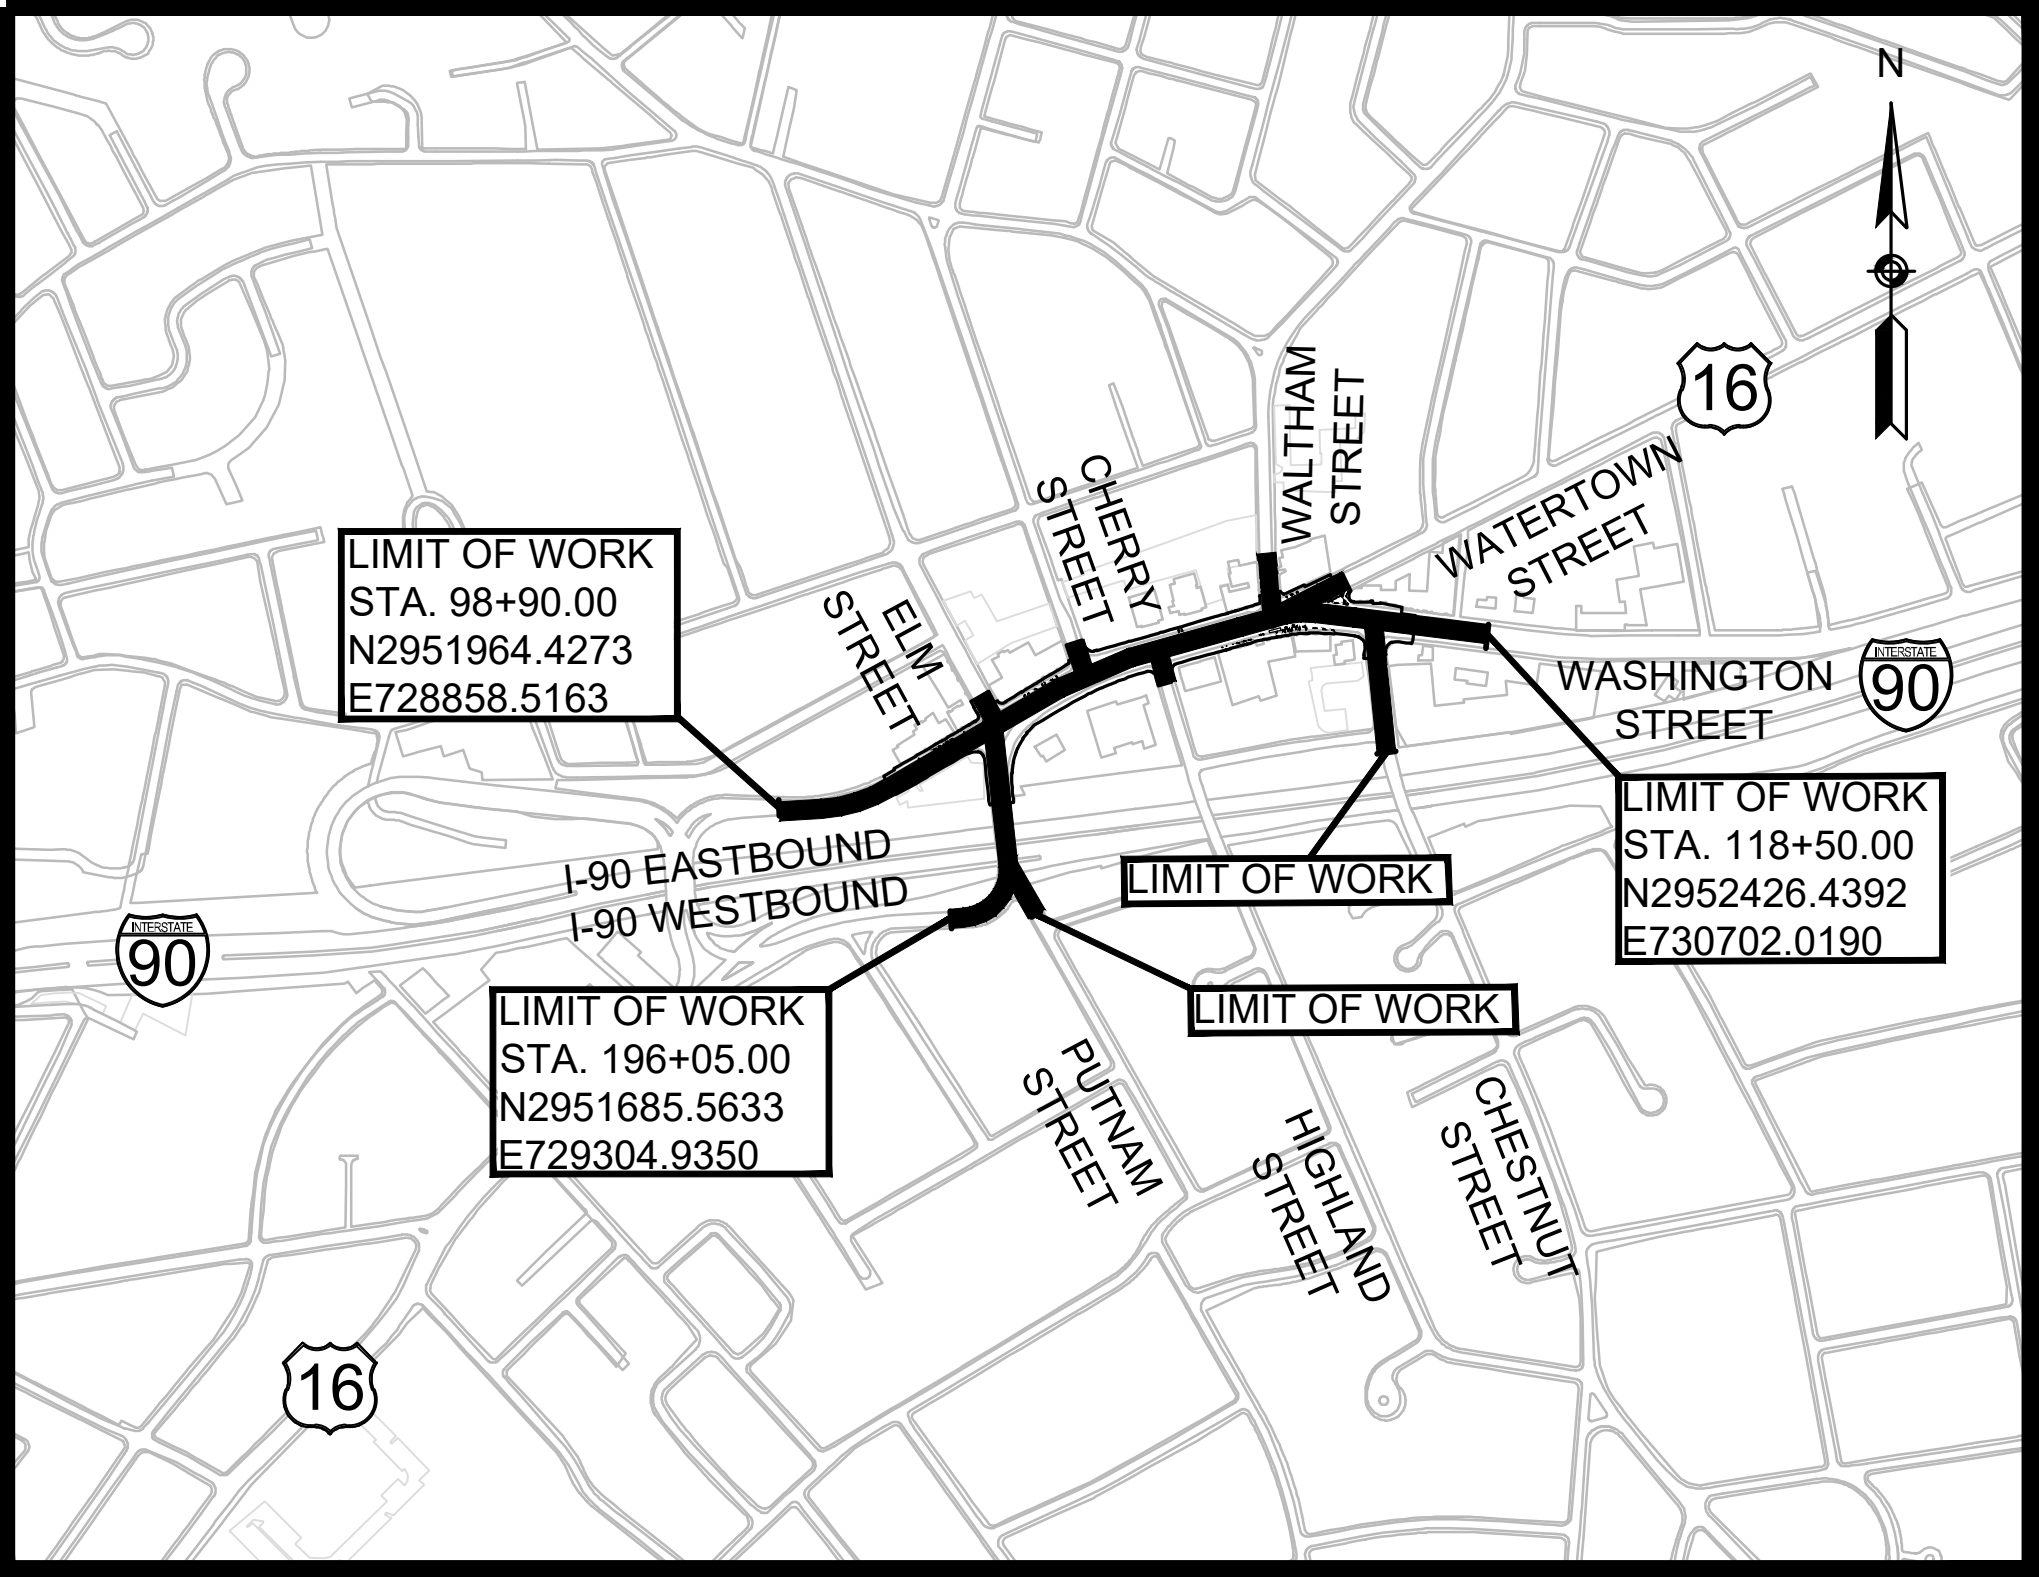 N
16
WALTHAM
STREET
CHERRY
STREET
WATERTOWN
STREET
ELM
STREET
LIMIT OF WORK
STA. 98+90.00
N2951964.4273
E728858.5163
WASHINGTON
STREET
INTERSTATE
90
LIMIT OF WORK
STA. 118+50.00
N2952426.4392
E730702.0190
I-90 EASTBOUND
I-90 WESTBOUND
LIMIT OF WORK
INTERSTATE
90
LIMIT OF WORK
STA. 196+05.00
N2951685.5633
E729304.9350
LIMIT OF WORK
PUTNAM
STREET
HIGHLAND
STREET
CHESTNUT
STREET
16